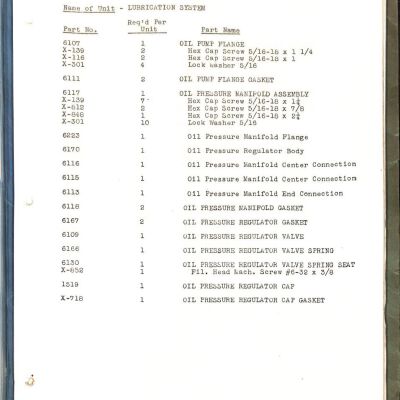 Name of Unit - LUBRICATION SYSTEM
Part No. Req'd Per Unit Part Name
6107 1 OIL PUMP FLANGE
X-139 2 Hex Cap Screw 5/16-18 x 1 1/4
X-116 2 Hex Cap Screw 5/16-18 x 1
X-301 4 Lock Washer 5/16
6111 2 OIL PUMP FLANGE GASKET
6117 1 OIL PRESSURE MANIFOLD ASSEMBLY
X-139 7 Hex Cap Screw 5/16-18 x 1¼
X-812 2 Hex Cap Screw 5/16-18 x 7/8
X-848 1 Hex Cap Screw 5/16-18 x
X-301 10 Lock Washer 5/16
6223 1 Oil Pressure Manifold Flange
6170 1 Oil Pressure Regulator Body
6116 1 Oil Pressure Manifold Center Connection
6115 1 Oil Pressure Manifold Center Connection
6113 1 Oil Pressure Manifold End Connection
6118 2 OIL PRESSURE MANIFOLD GASKET
6167 2 OIL PRESSURE REGULATOR GASKET
6109 1 OIL PRESSURE REGULATOR VALVE
6166 1 OIL PRESSURE REGULATOR VALVE SPRING
6130 1 OIL PRESSURE REGULATOR VALVE SPRING SEAT
X-852 1 Fil. Head Mach. Screw #6-32 x 3/8
1519 1 OIL PRESSURE REGULATOR CAP
X-718 1 OIL PRESSURE REGULATOR CAP GASKET